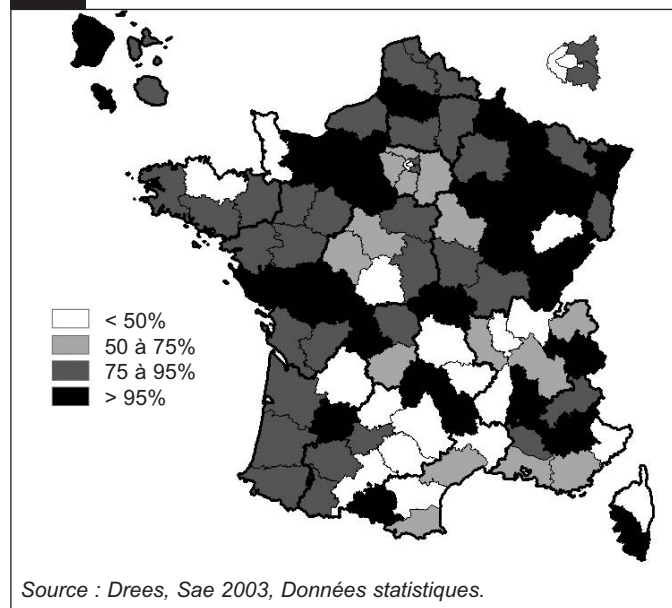 < 50%
50 à 75%
75 à 95%
> 95%
Source : Drees, Sae 2003, Données statistiques.